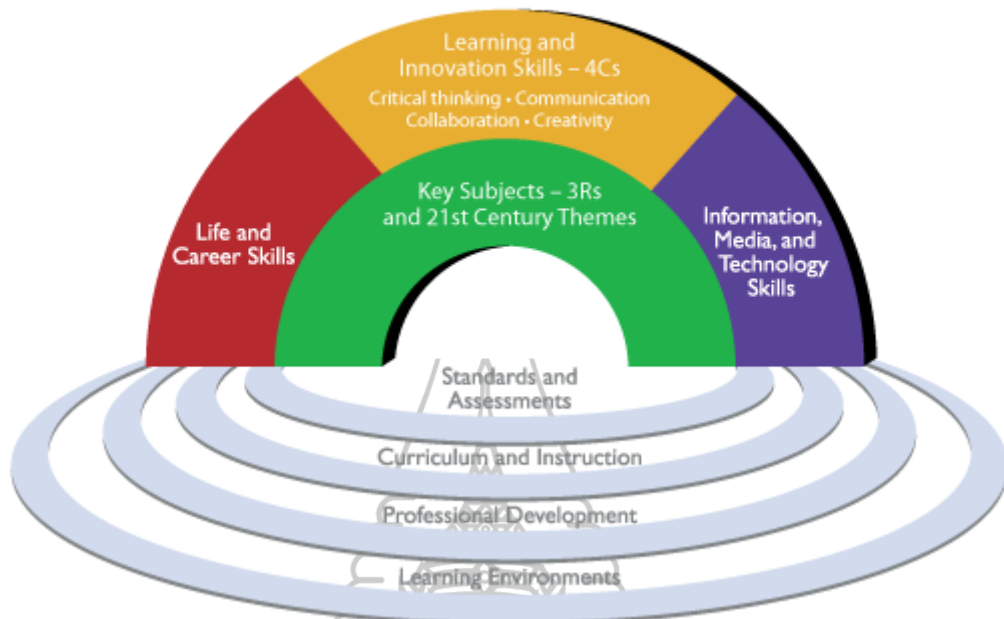 Learning and
Innovation Skills – 4Cs
Critical thinking • Communication
Collaboration • Creativity
Key Subjects – 3Rs
and 21st Century Themes
Life and
Career Skills
Information,
Media, and
Technology
Skills
Standards and
Assessments
Curriculum and Instruction
Professional Development
Learning Environments